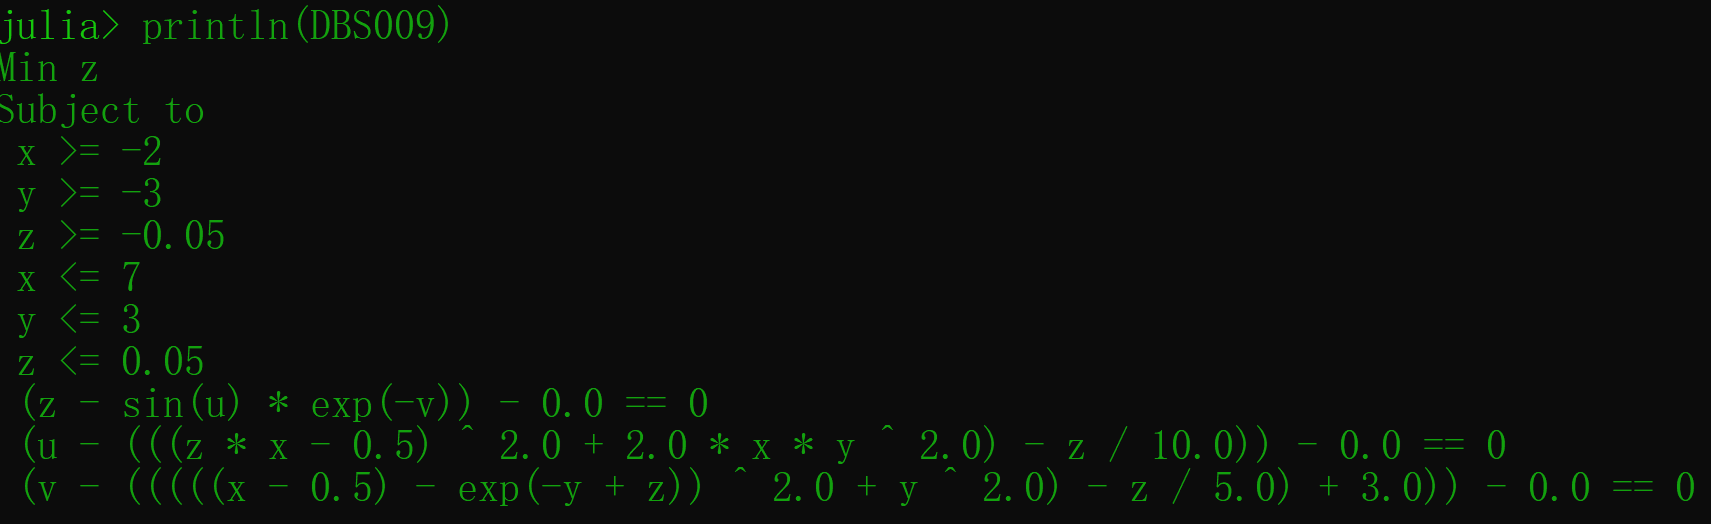 julia> println(DBS009)
Min z
Subject to
 x >= -2
 y >= -3
 z >= -0.05
 x <= 7
 y <= 3
 z <= 0.05
 (z - sin(u) * exp(-v)) - 0.0 == 0
 (u - (((z * x - 0.5) ^ 2.0 + 2.0 * x * y ^ 2.0) - z / 10.0)) - 0.0 == 0
 (v - (((((x - 0.5) - exp(-y + z)) ^ 2.0 + y ^ 2.0) - z / 5.0) + 3.0)) - 0.0 == 0